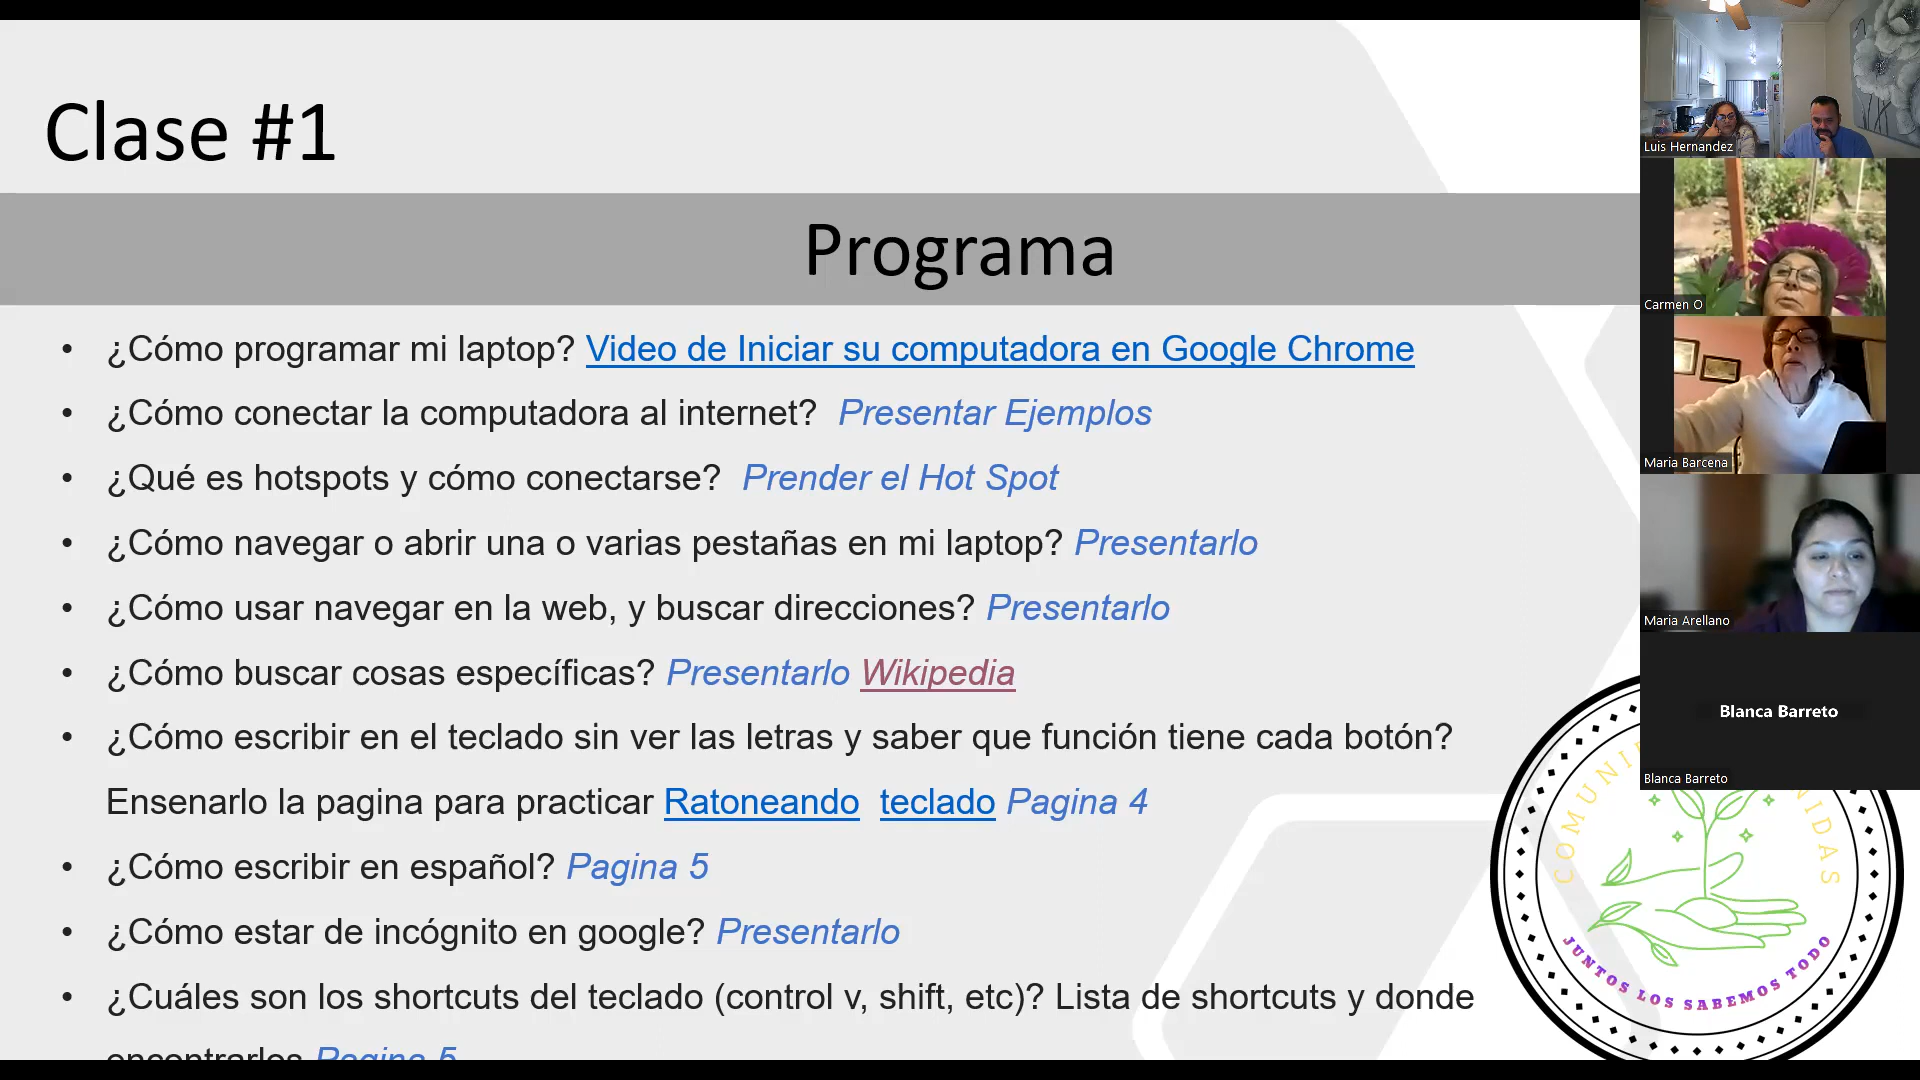 Clase #1
Programa
• ¿Cómo programar mi laptop? Video de Iniciar su computadora en Google Chrome
• ¿Cómo conectar la computadora al internet? Presentar Ejemplos
• ¿Qué es hotspots y cómo conectarse? Prender el Hot Spot
• ¿Cómo navegar o abrir una o varias pestañas en mi laptop? Presentarlo
• ¿Cómo usar navegar en la web, y buscar direcciones? Presentarlo
• ¿Cómo buscar cosas específicas? Presentarlo Wikipedia
• ¿Cómo escribir en el teclado sin ver las letras y saber que función tiene cada botón?
Ensenarlo la pagina para practicar Ratoneando teclado Pagina 4
• ¿Cómo escribir en español? Pagina 5
• ¿Cómo estar de incógnito en google? Presentarlo
• ¿Cuáles son los shortcuts del teclado (control v, shift, etc)? Lista de shortcuts y donde
encontrarlos Pagina 5
Luis Hernandez
Carmen O
Maria Barcena
Maria Arellano
Blanca Barreto
Blanca Barreto
JUNTOS LOS SABEMOS TODO